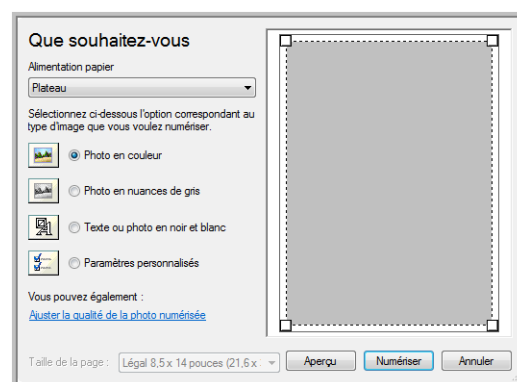 Que souhaitez-vous
Alimentation papier
Plateau
Sélectionnez ci-dessous l'option correspondant au
type d'image que vous voulez numériser.
Photo en couleur
Photo en nuances de gris
Texte ou photo en noir et blanc
Paramètres personnalisés
Vous pouvez également :
Ajuster la qualité de la photo numérisée
Taille de la page : Légal 8,5 x 14 pouces (21,6 x Aperçu Numériser Annuler